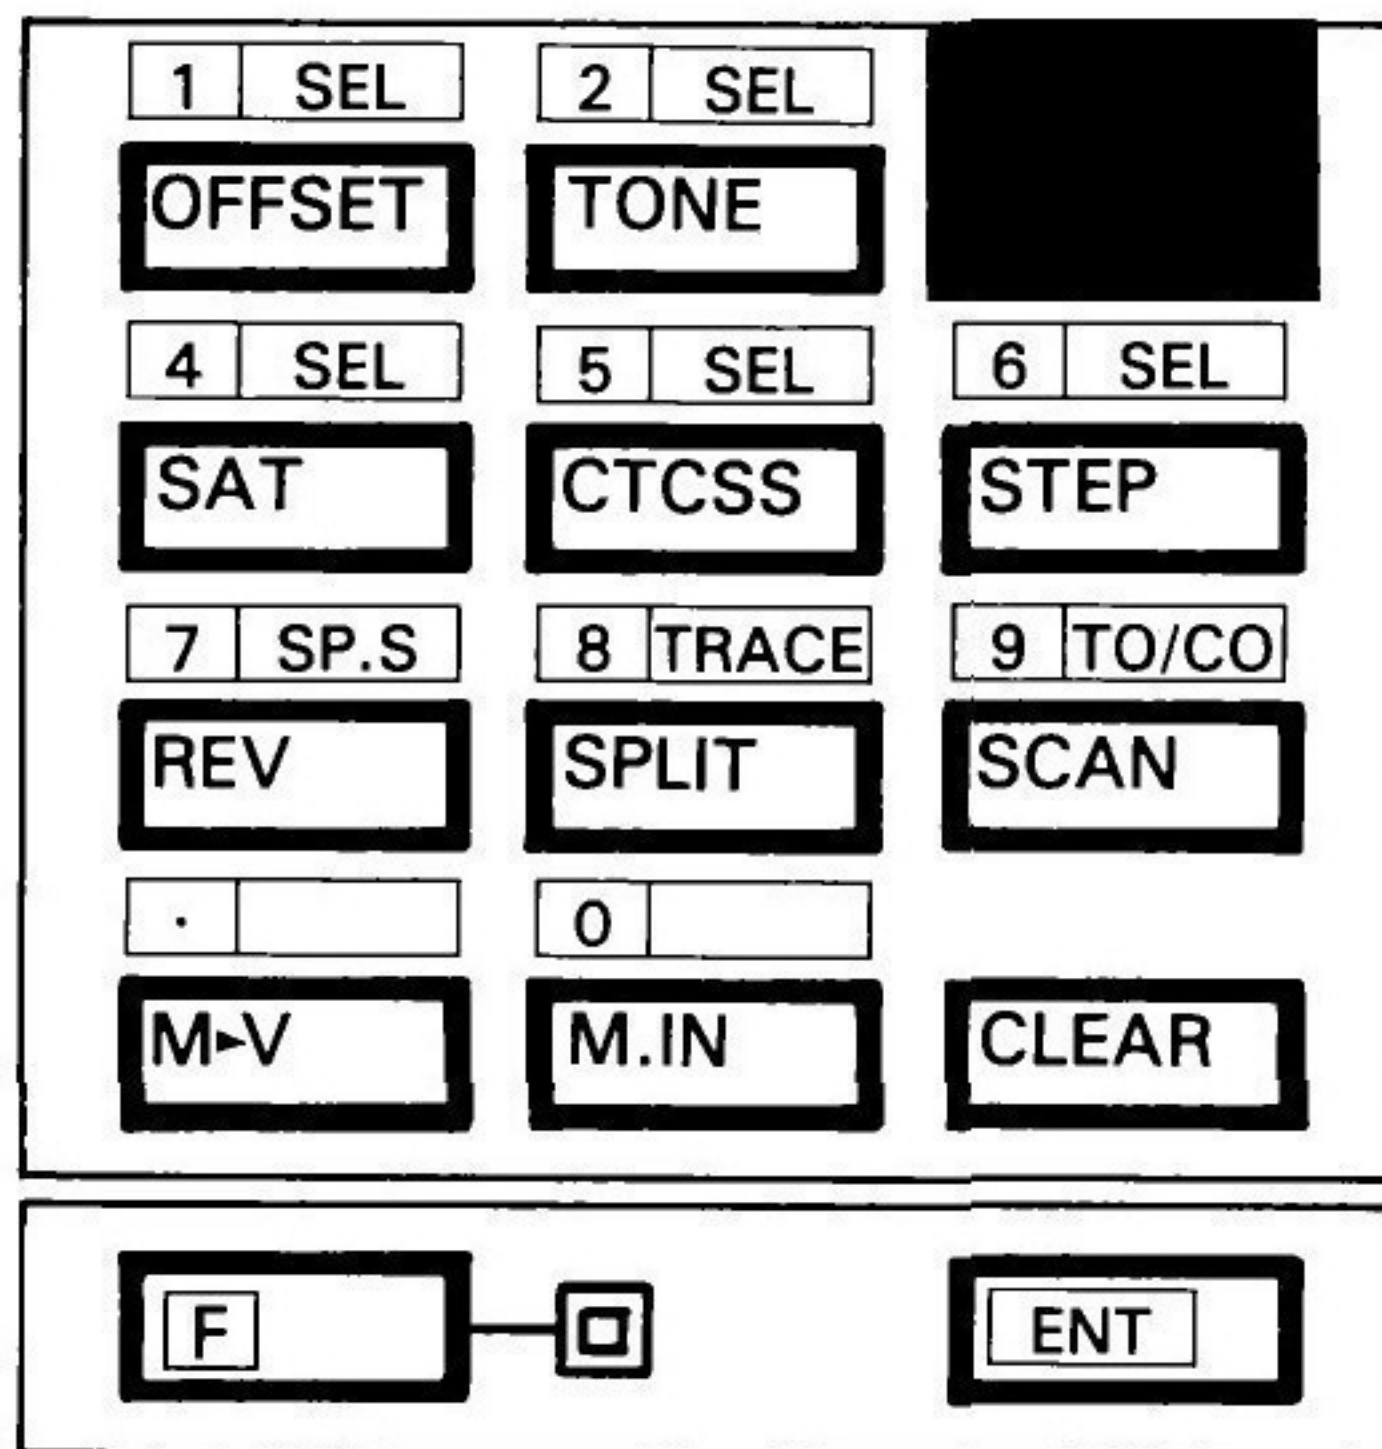 1 SEL 2 SEL
OFFSET TONE
4 SEL 5 SEL 6 SEL
SAT CTCSS STEP
7 SP.S 8 TRACE 9 TO/CO
REV SPLIT SCAN
· 0
M►V M.IN CLEAR
F ENT